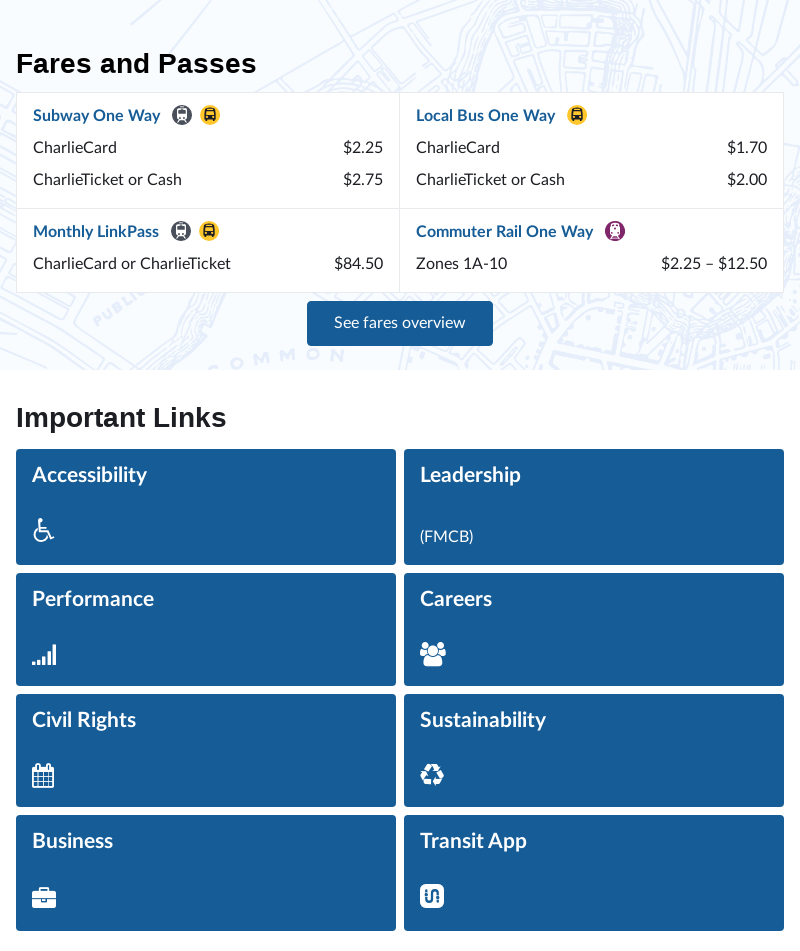 Fares and Passes
Subway One Way
CharlieCard $2.25
CharlieTicket or Cash $2.75
Local Bus One Way
CharlieCard $1.70
CharlieTicket or Cash $2.00
Monthly LinkPass
CharlieCard or CharlieTicket $84.50
Commuter Rail One Way
Zones 1A-10 $2.25 – $12.50
See fares overview
COMMON
Important Links
Accessibility
Leadership
(FMCB)
Performance
Careers
Civil Rights
Sustainability
Business
Transit App